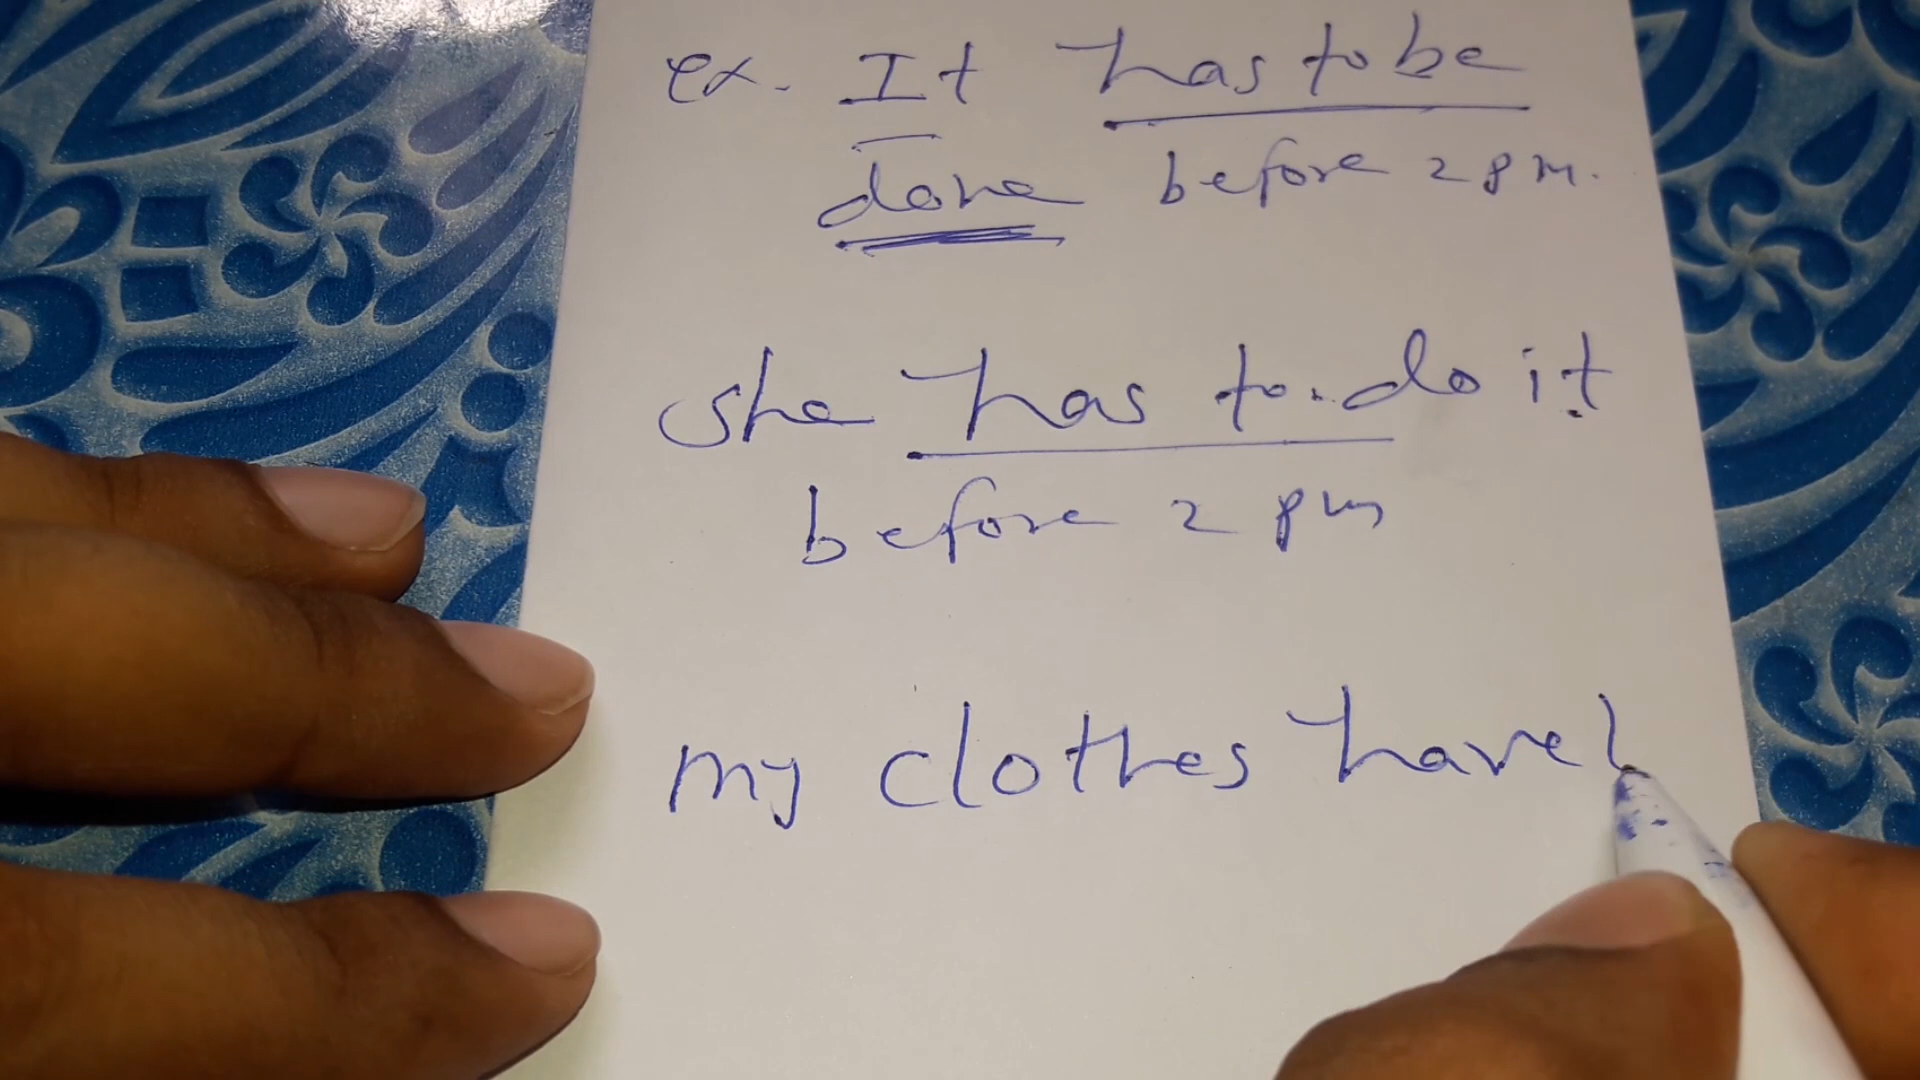 ex. It has to be
done before 2 pm.
she has to do it.
before 2 pm
my clothes have